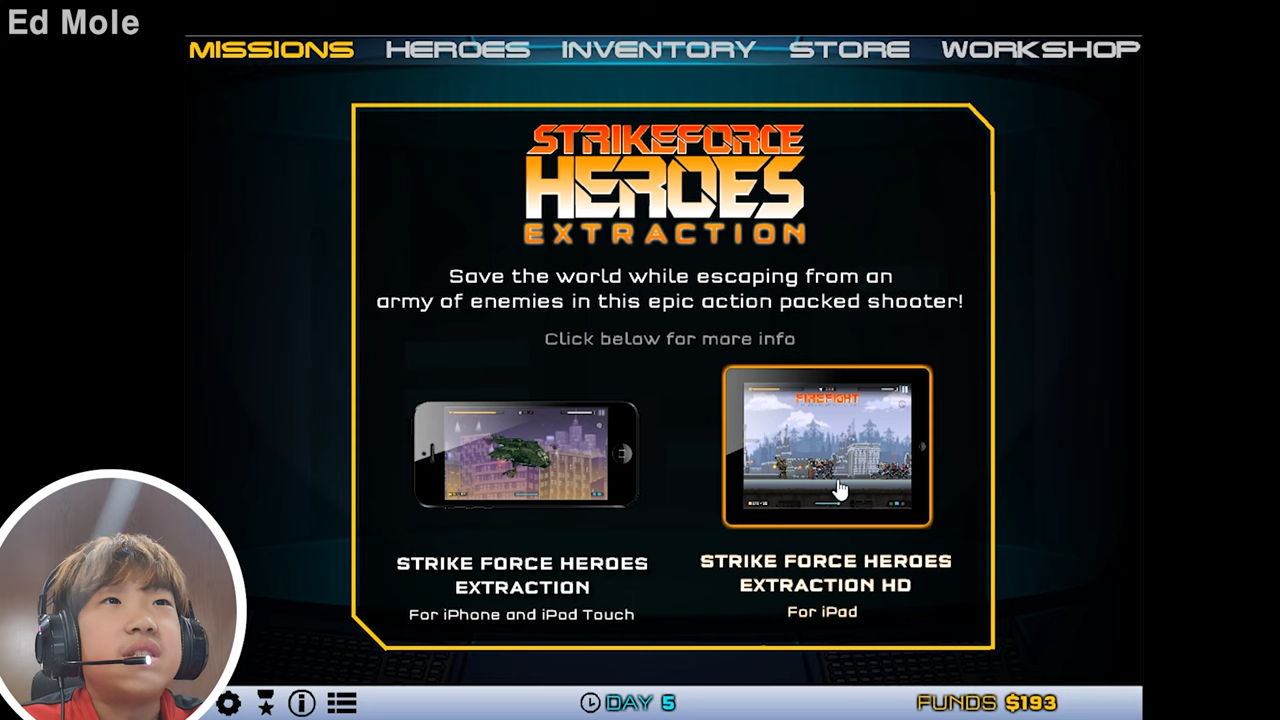 Ed Mole
MISSIONS HEROES INVENTORY STORE WORKSHOP
STRIKEFORCE
HEROES
EXTRACTION
Save the world while escaping from an
army of enemies in this epic action packed shooter!
Click below for more info
FIREFIGHT
STRIKE FORCE HEROES
EXTRACTION
For iPhone and iPod Touch
STRIKE FORCE HEROES
EXTRACTION HD
For iPad
DAY 5
FUNDS $193